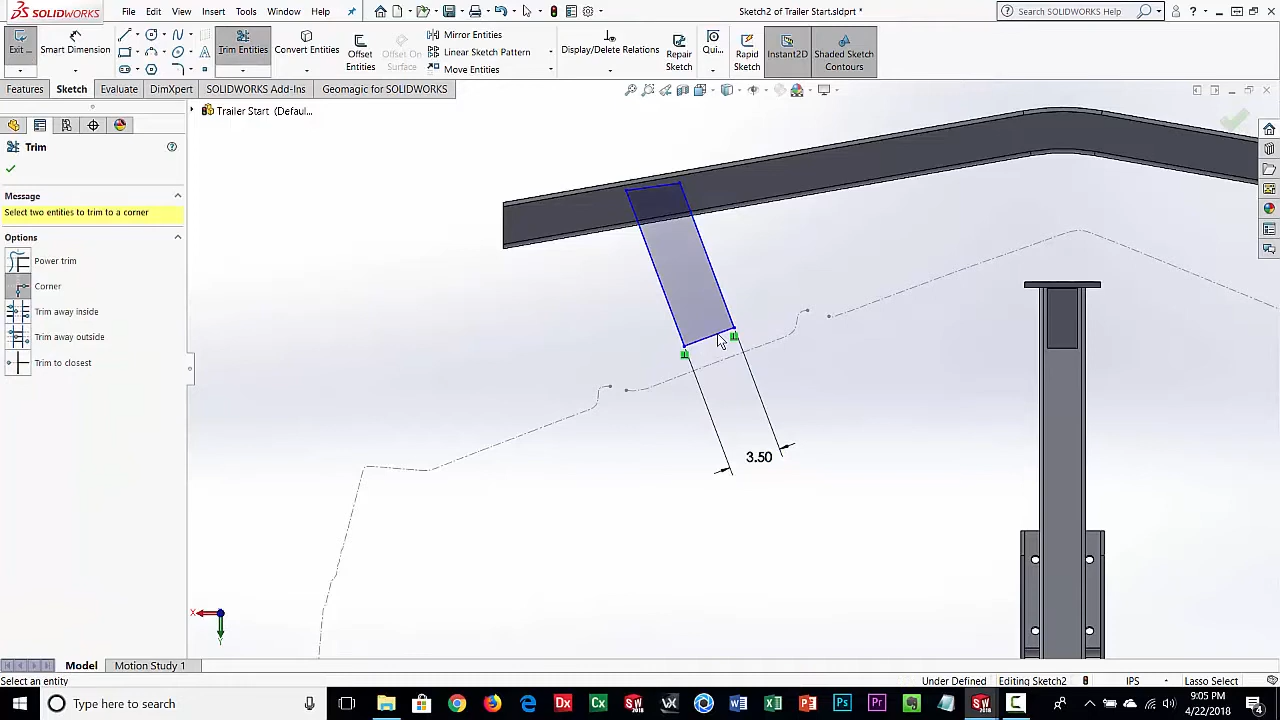 SOLIDWORKS File Edit View Insert Tools Window Help Sketch2 of Trailer Start.sldprt * Search SOLIDWORKS Help
Exit ... Smart Dimension Trim Entities Convert Entities Offset Entities Offset On Surface Mirror Entities Display/Delete Relations Repair Sketch Qui... Rapid Sketch Instant2D Shaded Sketch Contours
Linear Sketch Pattern
Move Entities
Features Sketch Evaluate DimXpert SOLIDWORKS Add-Ins Geomagic for SOLIDWORKS
Trailer Start (Defaul...
Trim
Message
Select two entities to trim to a corner
Options
Power trim
Corner
Trim away inside
Trim away outside
Trim to closest
3.50
X
Y
Model Motion Study 1
Select an entity Under Defined Editing Sketch2 IPS Lasso Select
Type here to search 9:05 PM
4/22/2018